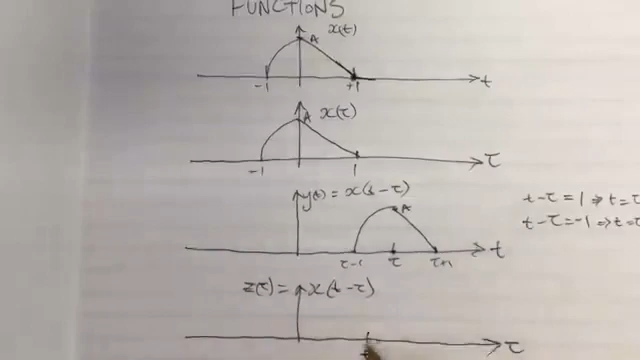 FUNCTIONS
A x(t)
-1 +1 t
A x(τ)
-1 1 τ
y(t) = x(t-τ)
A
t-τ = 1 ⇒ t=τ
t-τ = -1 ⇒ t=τ
τ-1 τ τ+1 t
z(τ) = x(t-τ)
τ